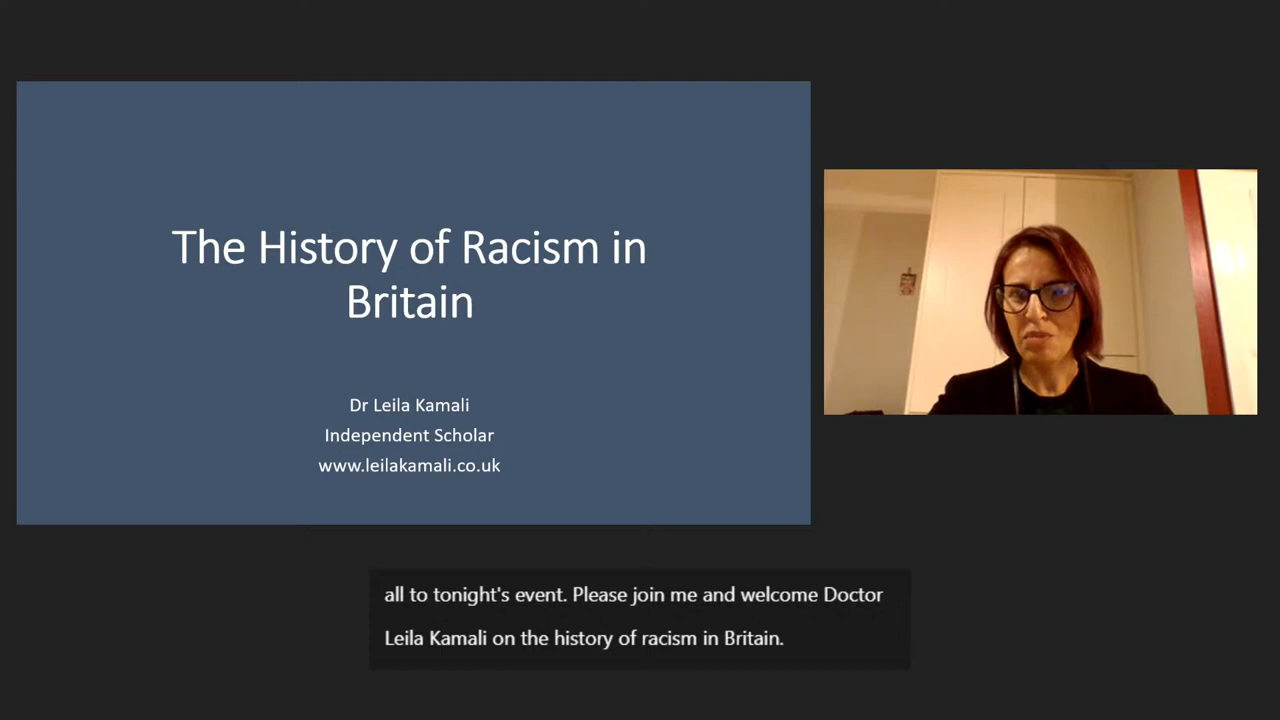 The History of Racism in
Britain
Dr Leila Kamali
Independent Scholar
www.leilakamali.co.uk
all to tonight's event. Please join me and welcome Doctor
Leila Kamali on the history of racism in Britain.